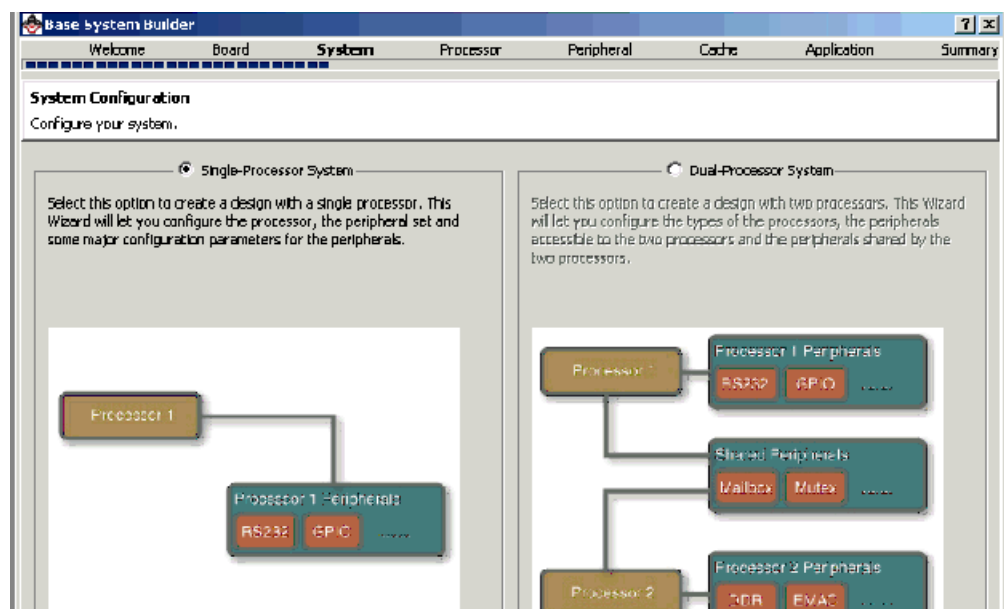 Base System Builder
Welcome Board System Processor Peripheral Cache Application Summary
System Configuration
Configure your system.
Single-Processor System
Select this option to create a design with a single processor. This
Wizard will let you configure the processor, the peripheral set and
some major configuration parameters for the peripherals.
Processor 1
Processor 1 Peripherals
RS232 GPIO ......
Dual-Processor System
Select this option to create a design with two processors. This Wizard
will let you configure the types of the processors, the peripherals
accessible to the two processors and the peripherals shared by the
two processors.
Processor 1
Processor 1 Peripherals
RS232 GPIO ......
Shared Peripherals
Mailbox Mutex ......
Processor 2
Processor 2 Peripherals
DDR EMAC ......